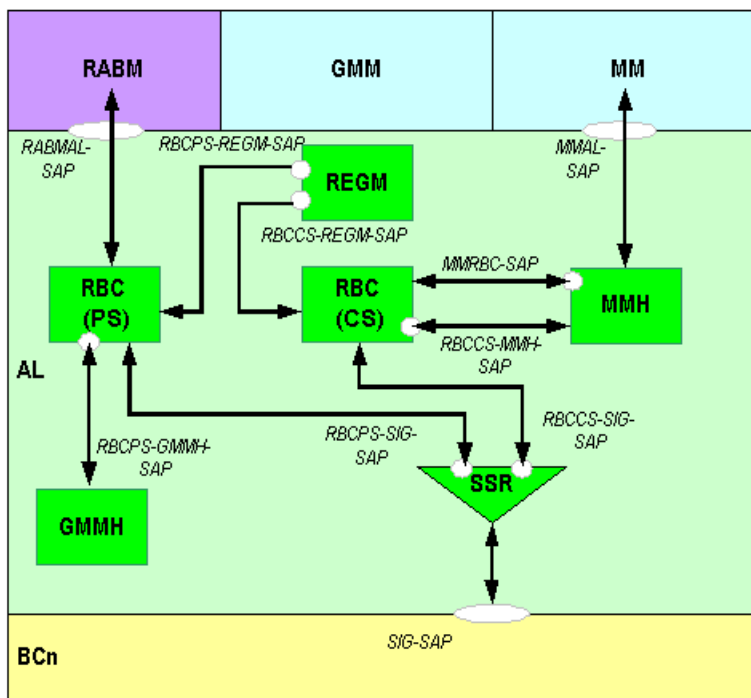 RABM
GMM
MM
RABMAL-
SAP
RBCPS-REGM-SAP
MMAL-
SAP
REGM
RBCCS-REGM-SAP
RBC
(PS)
RBC
(CS)
MMRBC-SAP
MMH
RBCCS-MMH-
SAP
AL
RBCPS-GMMH-
SAP
RBCPS-SIG-
SAP
RBCCS-SIG-
SAP
SSR
GMMH
SIG-SAP
BCn